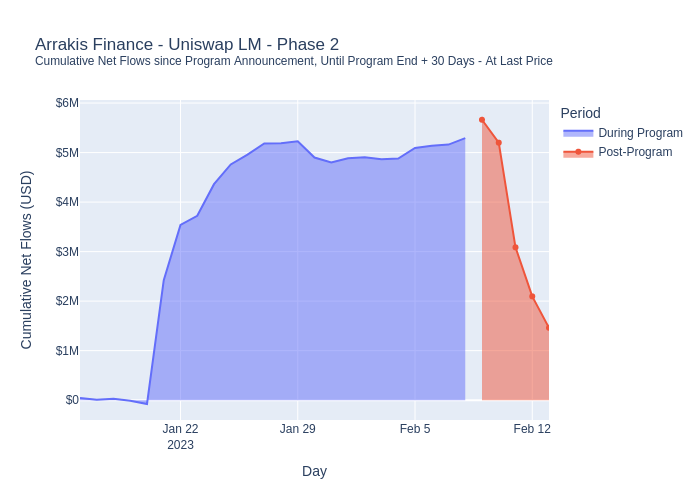 Arrakis Finance - Uniswap LM - Phase 2
Cumulative Net Flows since Program Announcement, Until Program End + 30 Days - At Last Price
Period
During Program
Post-Program
Cumulative Net Flows (USD)
$6M
$5M
$4M
$3M
$2M
$1M
$0
Jan 22
2023
Jan 29
Feb 5
Feb 12
Day